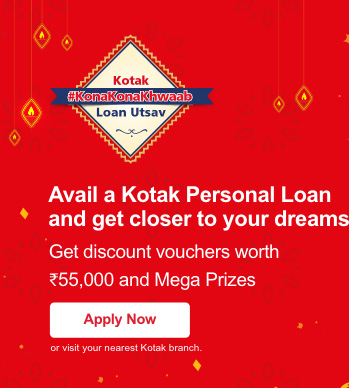 Kotak
#KonaKonaKhwaab
Loan Utsav
Avail a Kotak Personal Loan
and get closer to your dreams
Get discount vouchers worth
₹55,000 and Mega Prizes
Apply Now
or visit your nearest Kotak branch.